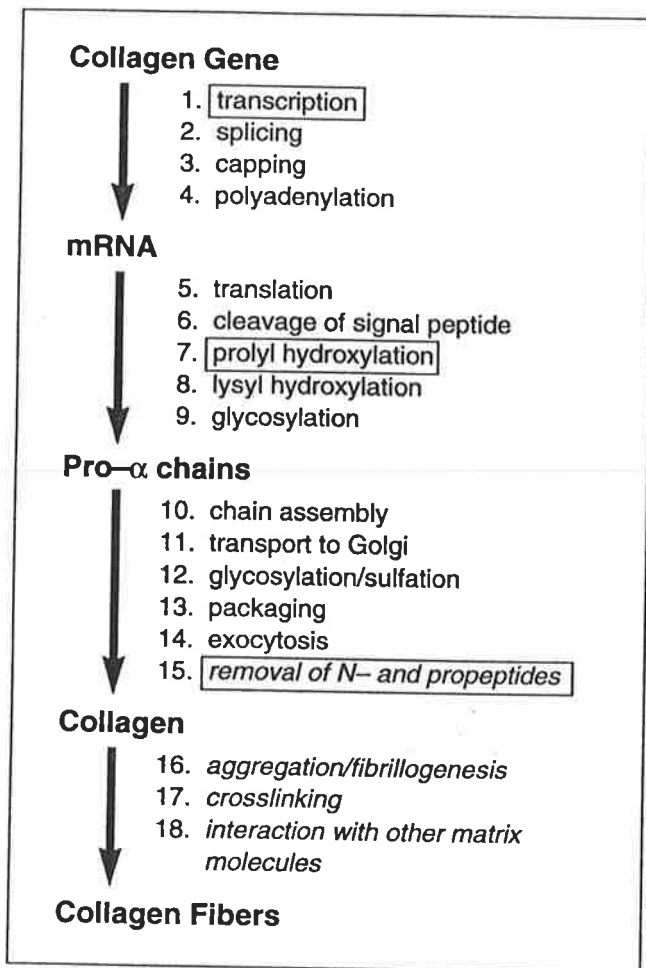 Collagen Gene
1. transcription
2. splicing
3. capping
4. polyadenylation
mRNA
5. translation
6. cleavage of signal peptide
7. prolyl hydroxylation
8. lysyl hydroxylation
9. glycosylation
Pro–α chains
10. chain assembly
11. transport to Golgi
12. glycosylation/sulfation
13. packaging
14. exocytosis
15. removal of N– and propeptides
Collagen
16. aggregation/fibrillogenesis
17. crosslinking
18. interaction with other matrix
molecules
Collagen Fibers